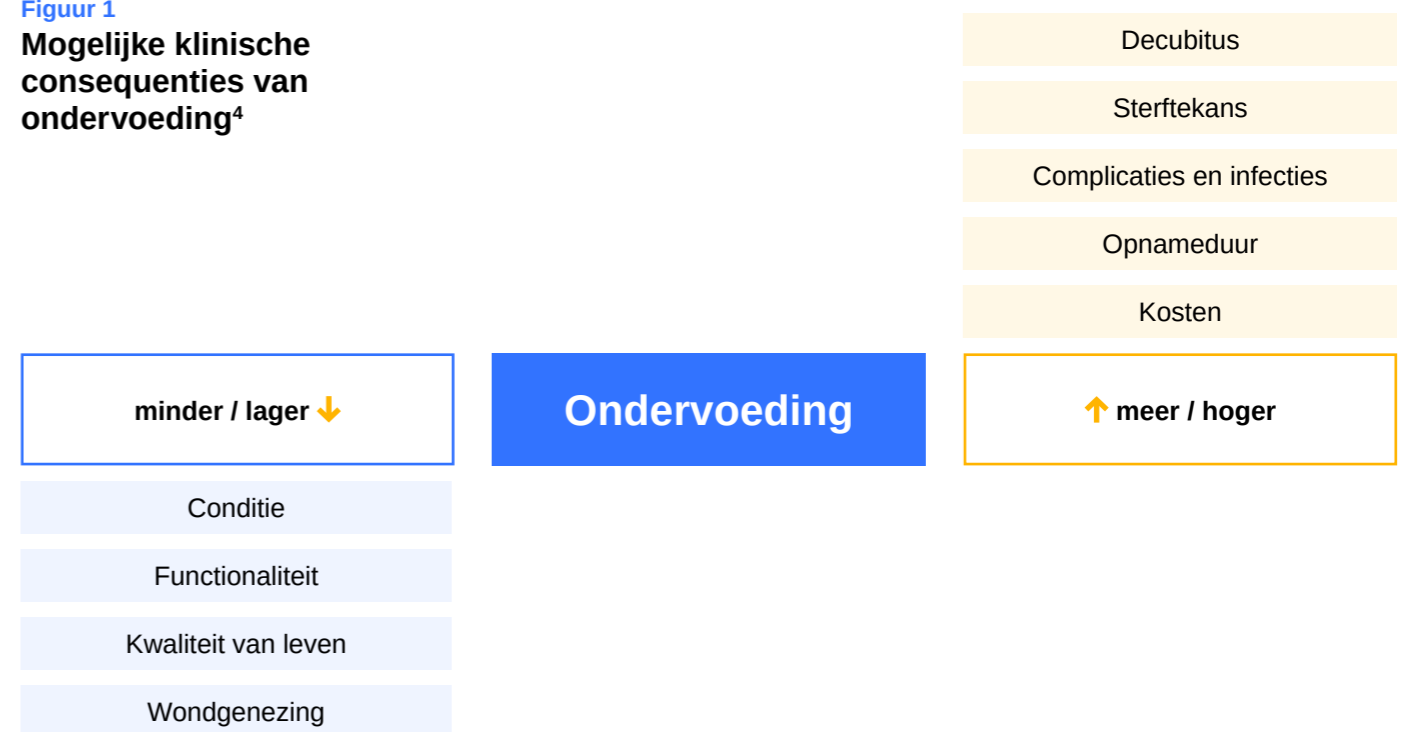 Figuur 1
Mogelijke klinische
consequenties van
ondervoeding⁴
Decubitus
Sterftekans
Complicaties en infecties
Opnameduur
Kosten
minder / lager ↓
Ondervoeding
↑ meer / hoger
Conditie
Functionaliteit
Kwaliteit van leven
Wondgenezing